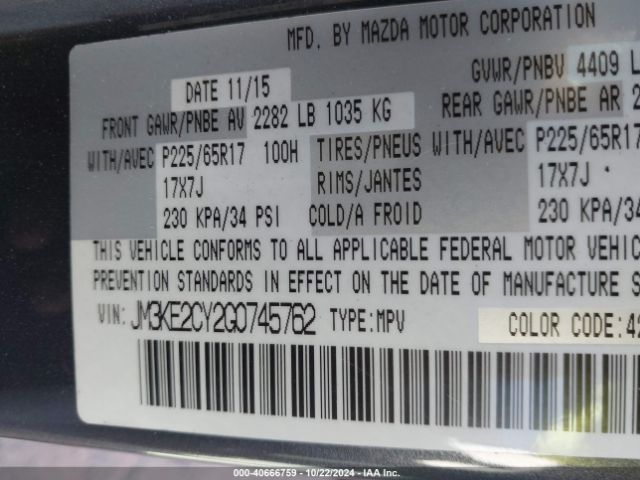 MFD. BY MAZDA MOTOR CORPORATION
DATE 11/15 GVWR/PNBV 4409 L
FRONT GAWR/PNBE AV 2282 LB 1035 KG REAR GAWR/PNBE AR 2
WITH/AVEC P225/65R17 100H TIRES/PNEUS WITH/AVEC P225/65R17
17X7J RIMS/JANTES 17X7J
230 KPA/34 PSI COLD/A FROID 230 KPA/34
THIS VEHICLE CONFORMS TO ALL APPLICABLE FEDERAL MOTOR VEHIC
PREVENTION STANDARDS IN EFFECT ON THE DATE OF MANUFACTURE S
VIN: JM3KE2CY2G0745762 TYPE:MPV COLOR CODE:42
000-40666759 - 10/22/2024 - IAA Inc.